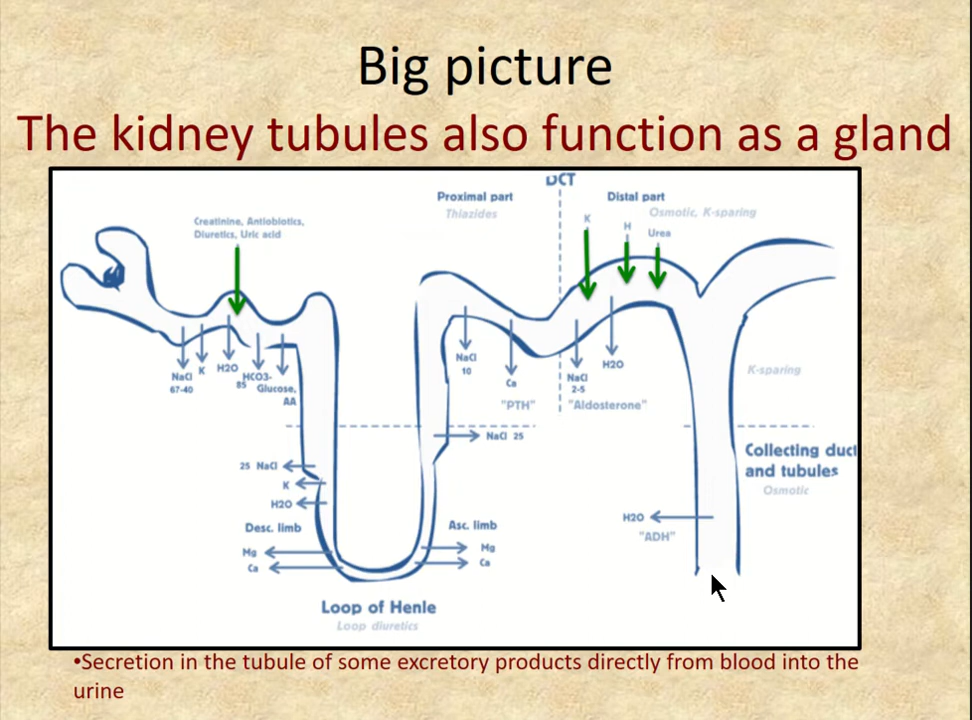 Big picture
The kidney tubules also function as a gland
DCT
Proximal part
Thiazides
Distal part
Osmotic, K-sparing
Creatinine, Antiobiotics,
Diuretics, Uric acid
K
H
Urea
NaCl
67-40
K
H2O
85
HCO3-
Glucose,
AA
NaCl
10
Ca
"PTH"
NaCl
2-5
"Aldosterone"
H2O
K-sparing
25 NaCl
K
H2O
NaCl 25
Collecting duct
and tubules
Osmotic
Desc. limb
Mg
Ca
Asc. limb
Mg
Ca
H2O
"ADH"
Loop of Henle
Loop diuretics
•Secretion in the tubule of some excretory products directly from blood into the
urine